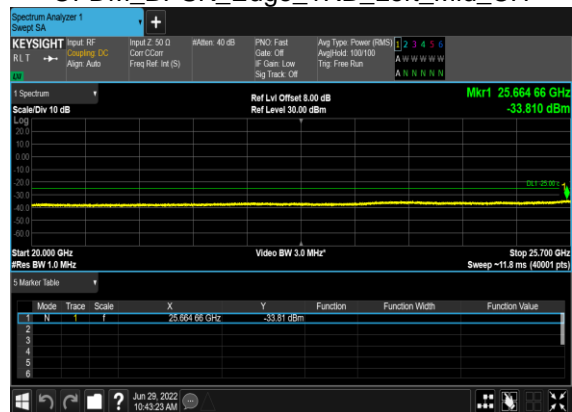 Spectrum Analyzer 1
Swept SA
+
KEYSIGHT Input: RF Input Z: 50 Ω #Atten: 40 dB PNO: Fast Avg Type: Power (RMS) 1 2 3 4 5 6
RLT Coupling: DC Corr CCorr Gate: Off Avg|Hold: 100/100 A W W W W W
Align: Auto Freq Ref: Int (S) IF Gain: Low Trig: Free Run
Sig Track: Off A N N N N N
LW
1 Spectrum Ref Lvl Offset 8.00 dB Mkr1 25.664 66 GHz
Scale/Div 10 dB Ref Level 30.00 dBm -33.810 dBm
Log
20.0
10.0
0.00
-10.0
-20.0
DL1 -25.00
1
-30.0
-40.0
-50.0
-60.0
Start 20.000 GHz Video BW 3.0 MHz* Stop 25.700 GHz
#Res BW 1.0 MHz Sweep ~11.8 ms (40001 pts)
5 Marker Table
Mode Trace Scale X Y Function Function Width Function Value
1 N 1 f 25.664 66 GHz -33.81 dBm
2
3
4
5
6
? Jun 29, 2022
10:43:23 AM